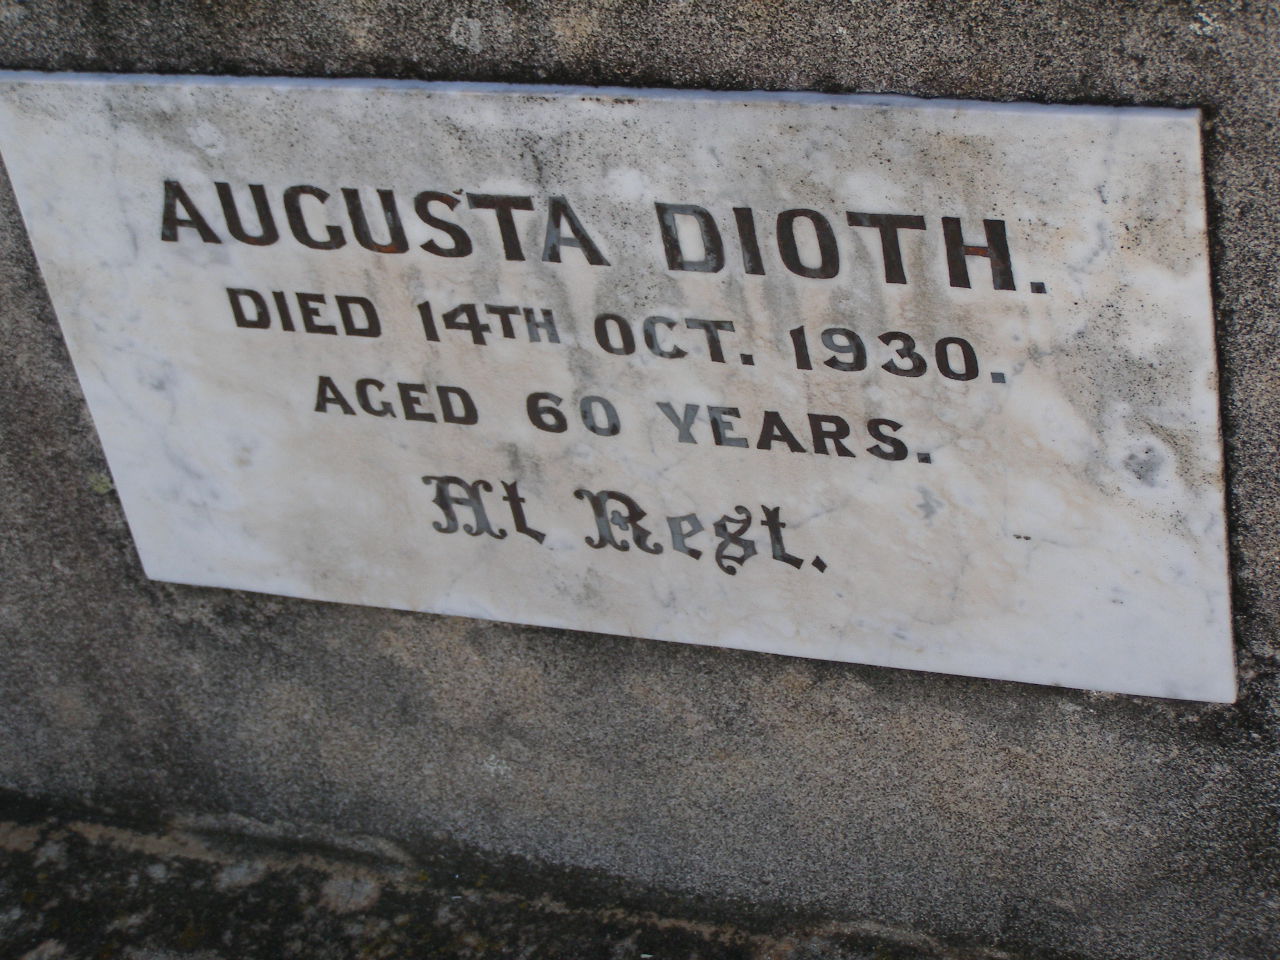 AUGUSTA DIOTH.
DIED 14TH OCT. 1930.
AGED 60 YEARS.
At Rest.